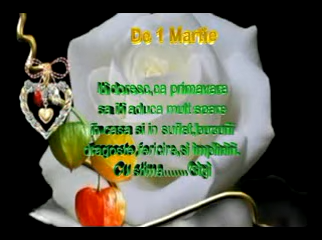 De 1 Martie
Iti doresc,ca primavara
sa iti aduca mult soare
in casa si in suflet,bucurii
dragoste,fericire,si impliniri.
Cu stima.......Gigi